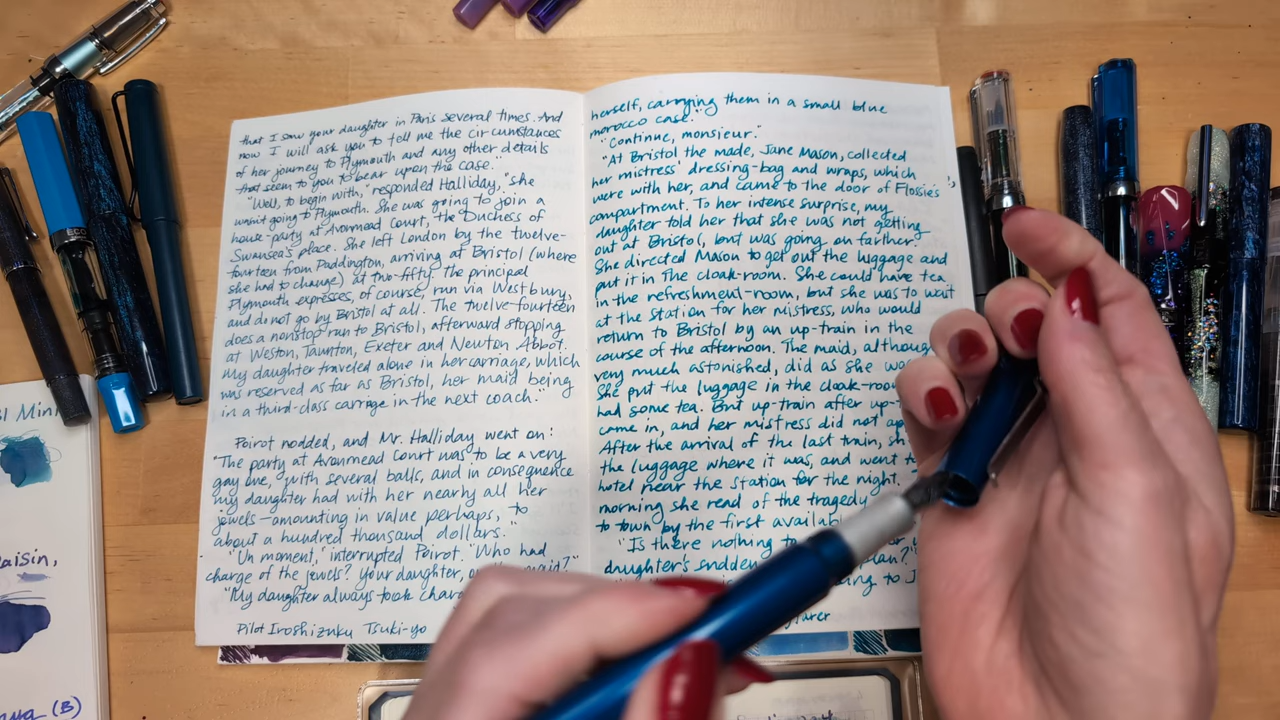 that I saw your daughter in Paris several times. And
now I will ask you to tell me the circumstances
of her journey to Plymouth and any other details
that seem to you to bear upon the case."
"Well, to begin with," responded Halliday, "she
wasn't going to Plymouth. She was going to join a
house-party at Avonmead Court, the Duchess of
Swansea's place. She left London by the twelve-
fourteen from Paddington, arriving at Bristol (where
she had to change) at two-fifty. The principal
Plymouth expresses, of course, run via Westbury,
and do not go by Bristol at all. The twelve-fourteen
does a nonstop run to Bristol, afterward stopping
at Weston, Taunton, Exeter and Newton Abbot.
My daughter traveled alone in her carriage, which
was reserved as far as Bristol, her maid being
in a third-class carrige in the next coach."
Poirot nodded, and Mr. Halliday went on:
"The party at Avonmead Court was to be a very
gay one, with several balls, and in consequence
my daughter had with her nearly all her
jewels—amounting in value perhaps, to
about a hundred thousand dollars."
"Un moment," interrupted Poirot. "Who had
charge of the jewels? Your daughter, maid?"
"My daughter always took
Pilot Iroshizuku Tsuki-yo
herself, carrying them in a small blue
morocco case."
"Continue, monsieur."
"At Bristol the made, Jane Mason, collected
her mistress' dressing-bag and wraps, which
were with her, and came to the door of Flossie's
compartment. To her intense surprise, my
daughter told her that she was not getting
out at Bristol, but was going on farther.
She directed Mason to get out the luggage and
put it in the cloak-room. She could have tea
in the refreshment-room, but she was to wait
at the station for her mistress, who would
return to Bristol by an up-train in the
course of the afternoon. The maid, although
very much astonished, did as she
She put the luggage in the cloak-room
had some tea. But up-train after up-
came in, and her mistress did not
After the arrival of the last train,
the luggage where it was, and went
hotel near the station for the night.
morning she read of the tragedy
to town by the first
"Is there nothing to
daughter's sudden plan?"
to J
ECO
Mini
aisin,
(B)